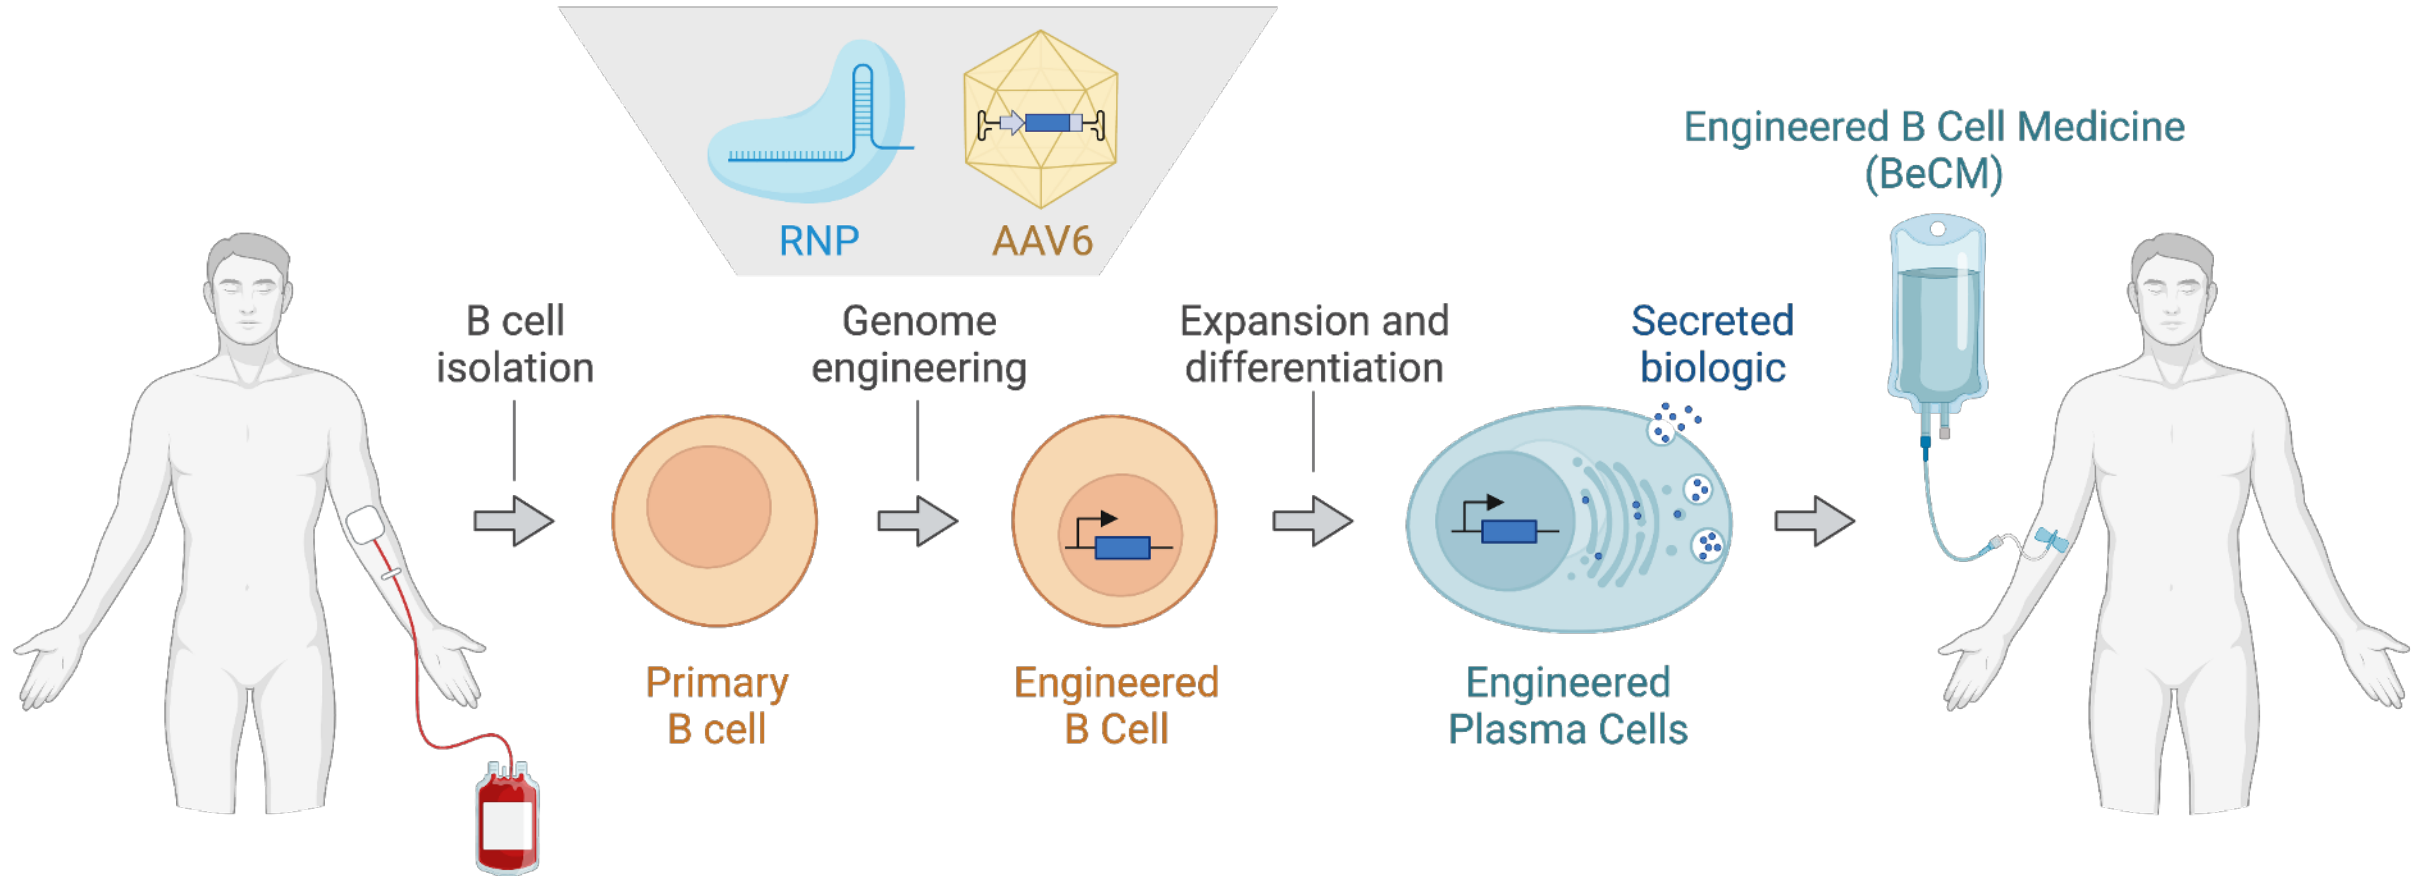 RNP
AAV6
B cell
isolation
Genome
engineering
Expansion and
differentiation
Secreted
biologic
Engineered B Cell Medicine
(BeCM)
Primary
B cell
Engineered
B Cell
Engineered
Plasma Cells